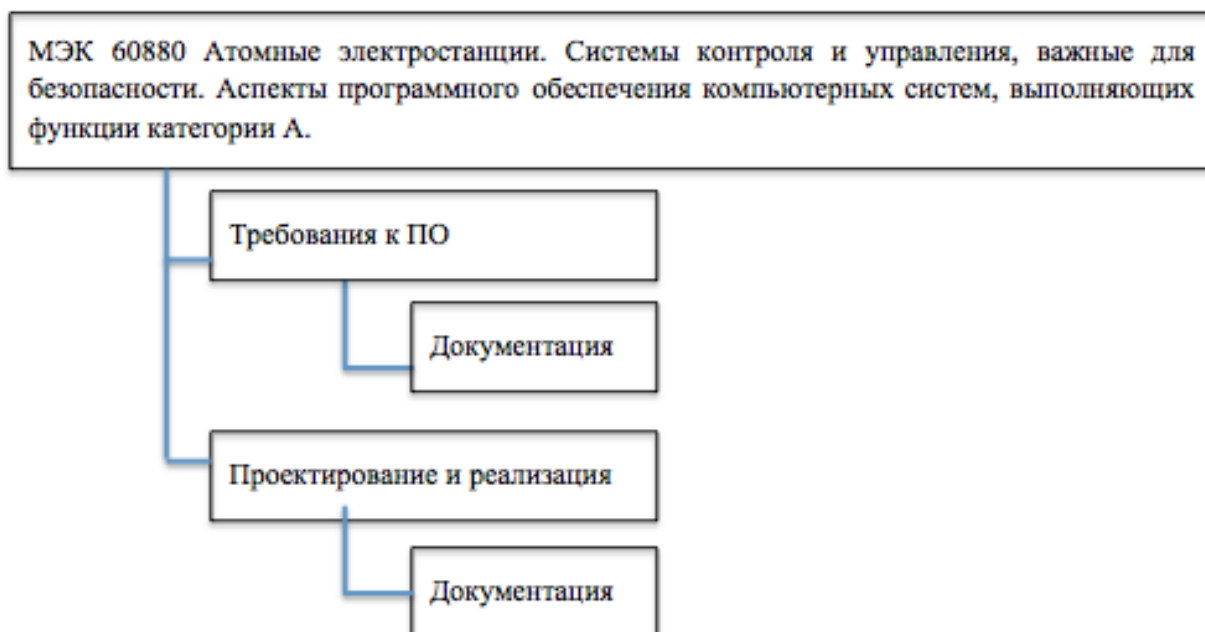 МЭК 60880 Атомные электростанции. Системы контроля и управления, важные для
безопасности. Аспекты программного обеспечения компьютерных систем, выполняющих
функции категории А.
Требования к ПО
Документация
Проектирование и реализация
Документация